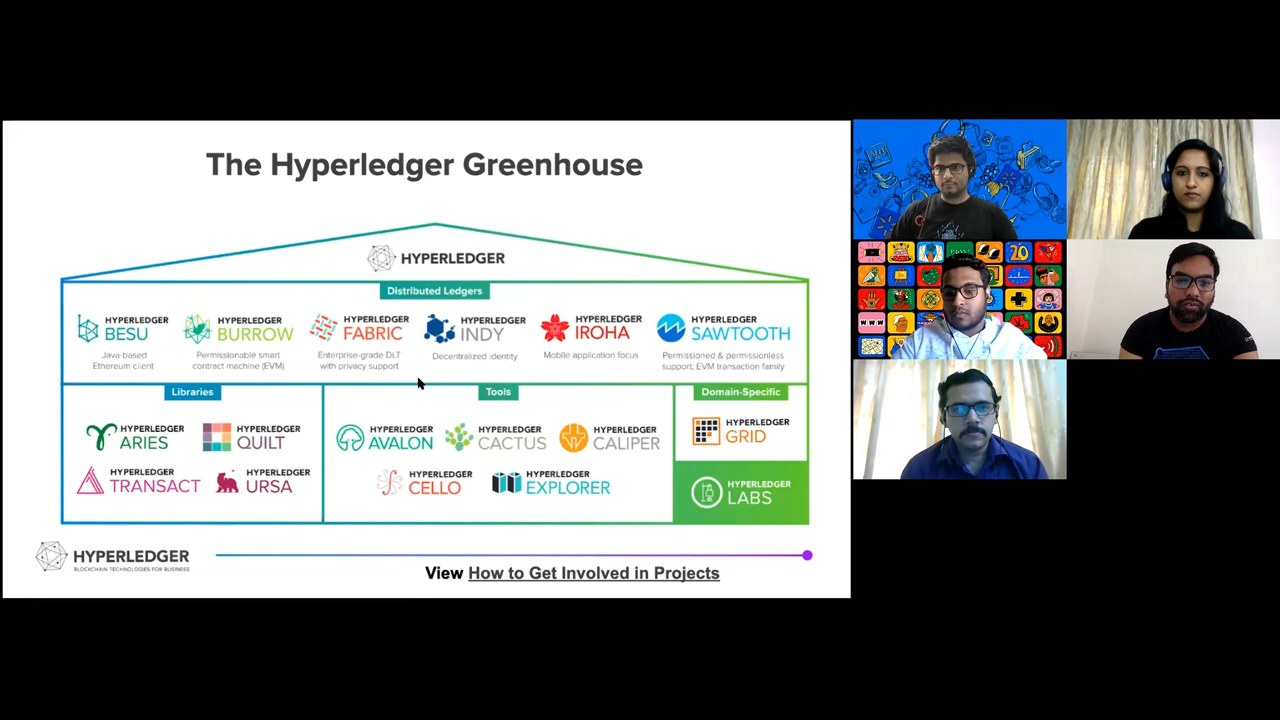 The Hyperledger Greenhouse
HYPERLEDGER
Distributed Ledgers
HYPERLEDGER
BESU
Java-based
Ethereum client
HYPERLEDGER
BURROW
Permissionable smart
contract machine (EVM)
HYPERLEDGER
FABRIC
Enterprise-grade DLT
with privacy support
HYPERLEDGER
INDY
Decentralized identity
HYPERLEDGER
IROHA
Mobile application focus
HYPERLEDGER
SAWTOOTH
Permissioned & permissionless
support; EVM transaction family
Libraries
HYPERLEDGER
ARIES
HYPERLEDGER
QUILT
HYPERLEDGER
TRANSACT
HYPERLEDGER
URSA
Tools
HYPERLEDGER
AVALON
HYPERLEDGER
CACTUS
HYPERLEDGER
CALIPER
HYPERLEDGER
CELLO
HYPERLEDGER
EXPLORER
Domain-Specific
HYPERLEDGER
GRID
HYPERLEDGER
LABS
HYPERLEDGER
BLOCKCHAIN TECHNOLOGIES FOR BUSINESS
View How to Get Involved in Projects
20
WWW